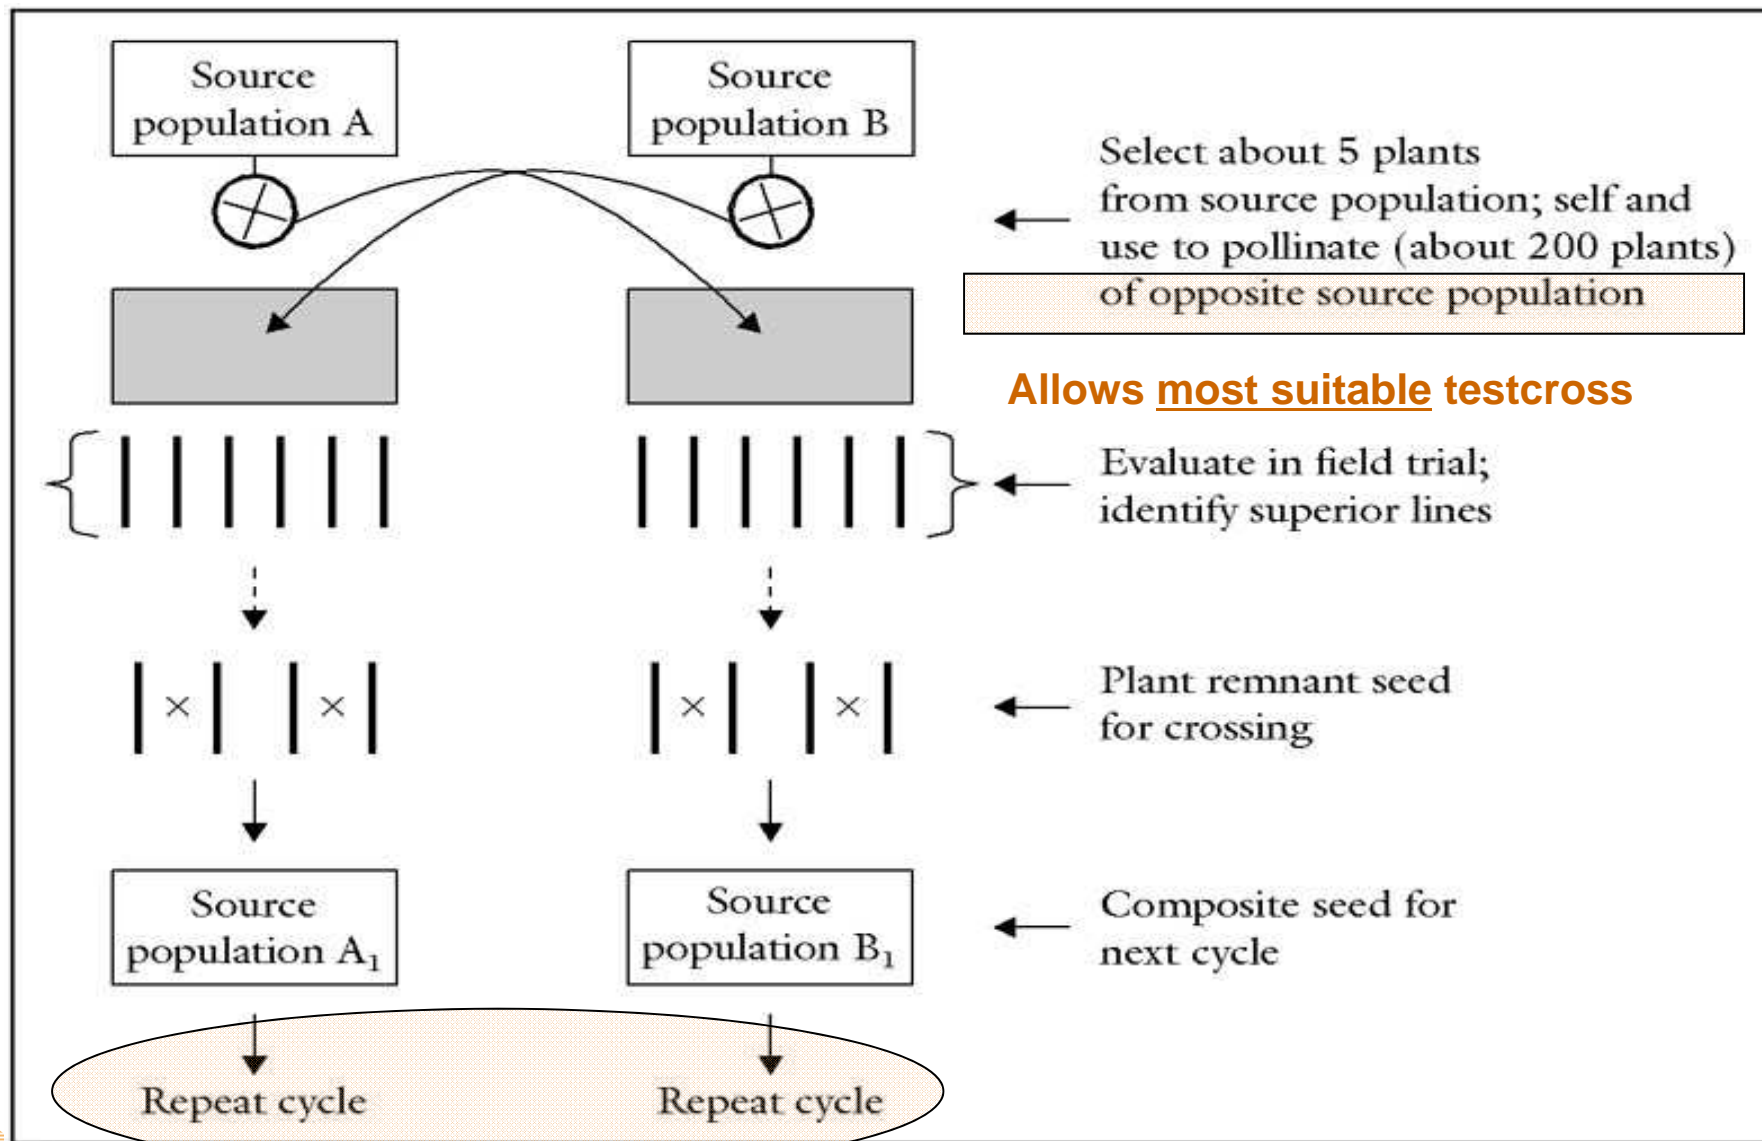 Source
population A
Source
population B
Select about 5 plants
from source population; self and
use to pollinate (about 200 plants)
of opposite source population
Allows most suitable testcross
Evaluate in field trial;
identify superior lines
× ×
× ×
Plant remnant seed
for crossing
Source
population A₁
Source
population B₁
Composite seed for
next cycle
Repeat cycle
Repeat cycle